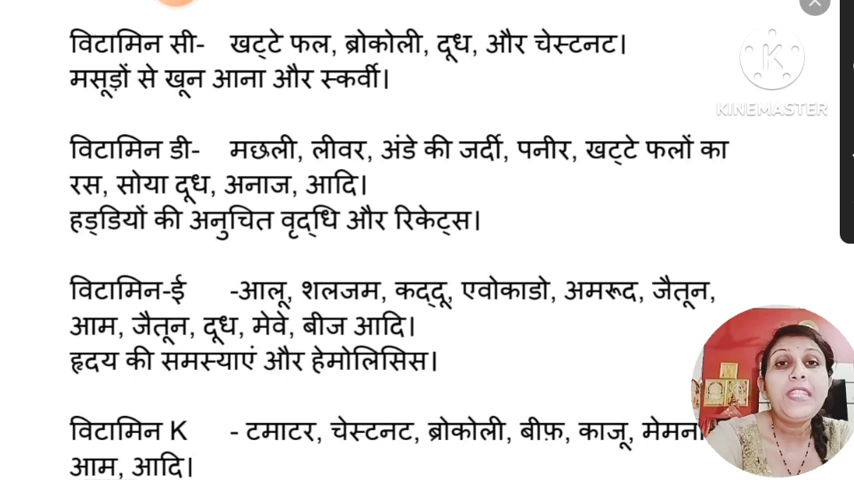 विटामिन सी- खट्टे फल, ब्रोकोली, दूध, और चेस्टनट।
मसूड़ों से खून आना और स्कर्वी।
विटामिन डी- मछली, लीवर, अंडे की जर्दी, पनीर, खट्टे फलों का
रस, सोया दूध, अनाज, आदि।
हड्डियों की अनुचित वृद्धि और रिकेट्स।
विटामिन-ई -आलू, शलजम, कद्दू, एवोकाडो, अमरूद, जैतून,
आम, जैतून, दूध, मेवे, बीज आदि।
हृदय की समस्याएं और हेमोलिसिस।
विटामिन K - टमाटर, चेस्टनट, ब्रोकोली, बीफ़, काजू, मेमना
आम, आदि।
KINEMASTER